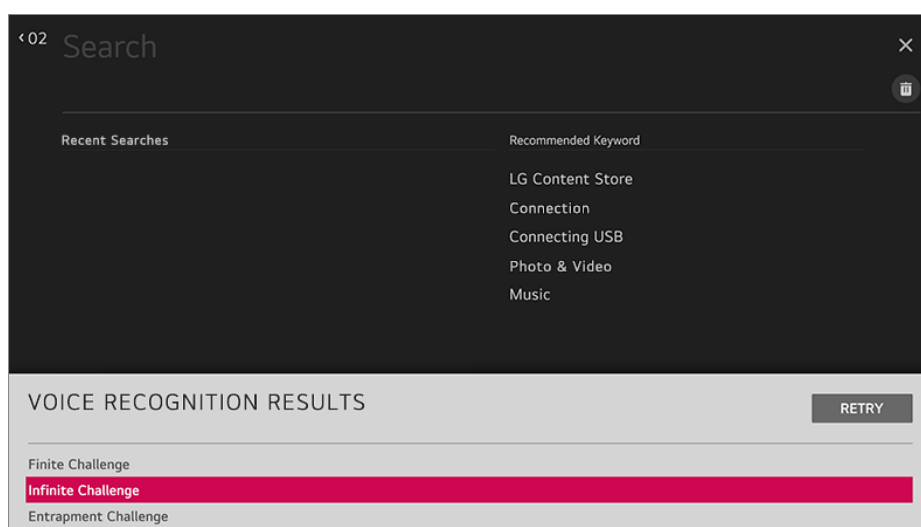 ‹02 Search
Recent Searches
Recommended Keyword
LG Content Store
Connection
Connecting USB
Photo & Video
Music
VOICE RECOGNITION RESULTS
RETRY
Finite Challenge
Infinite Challenge
Entrapment Challenge